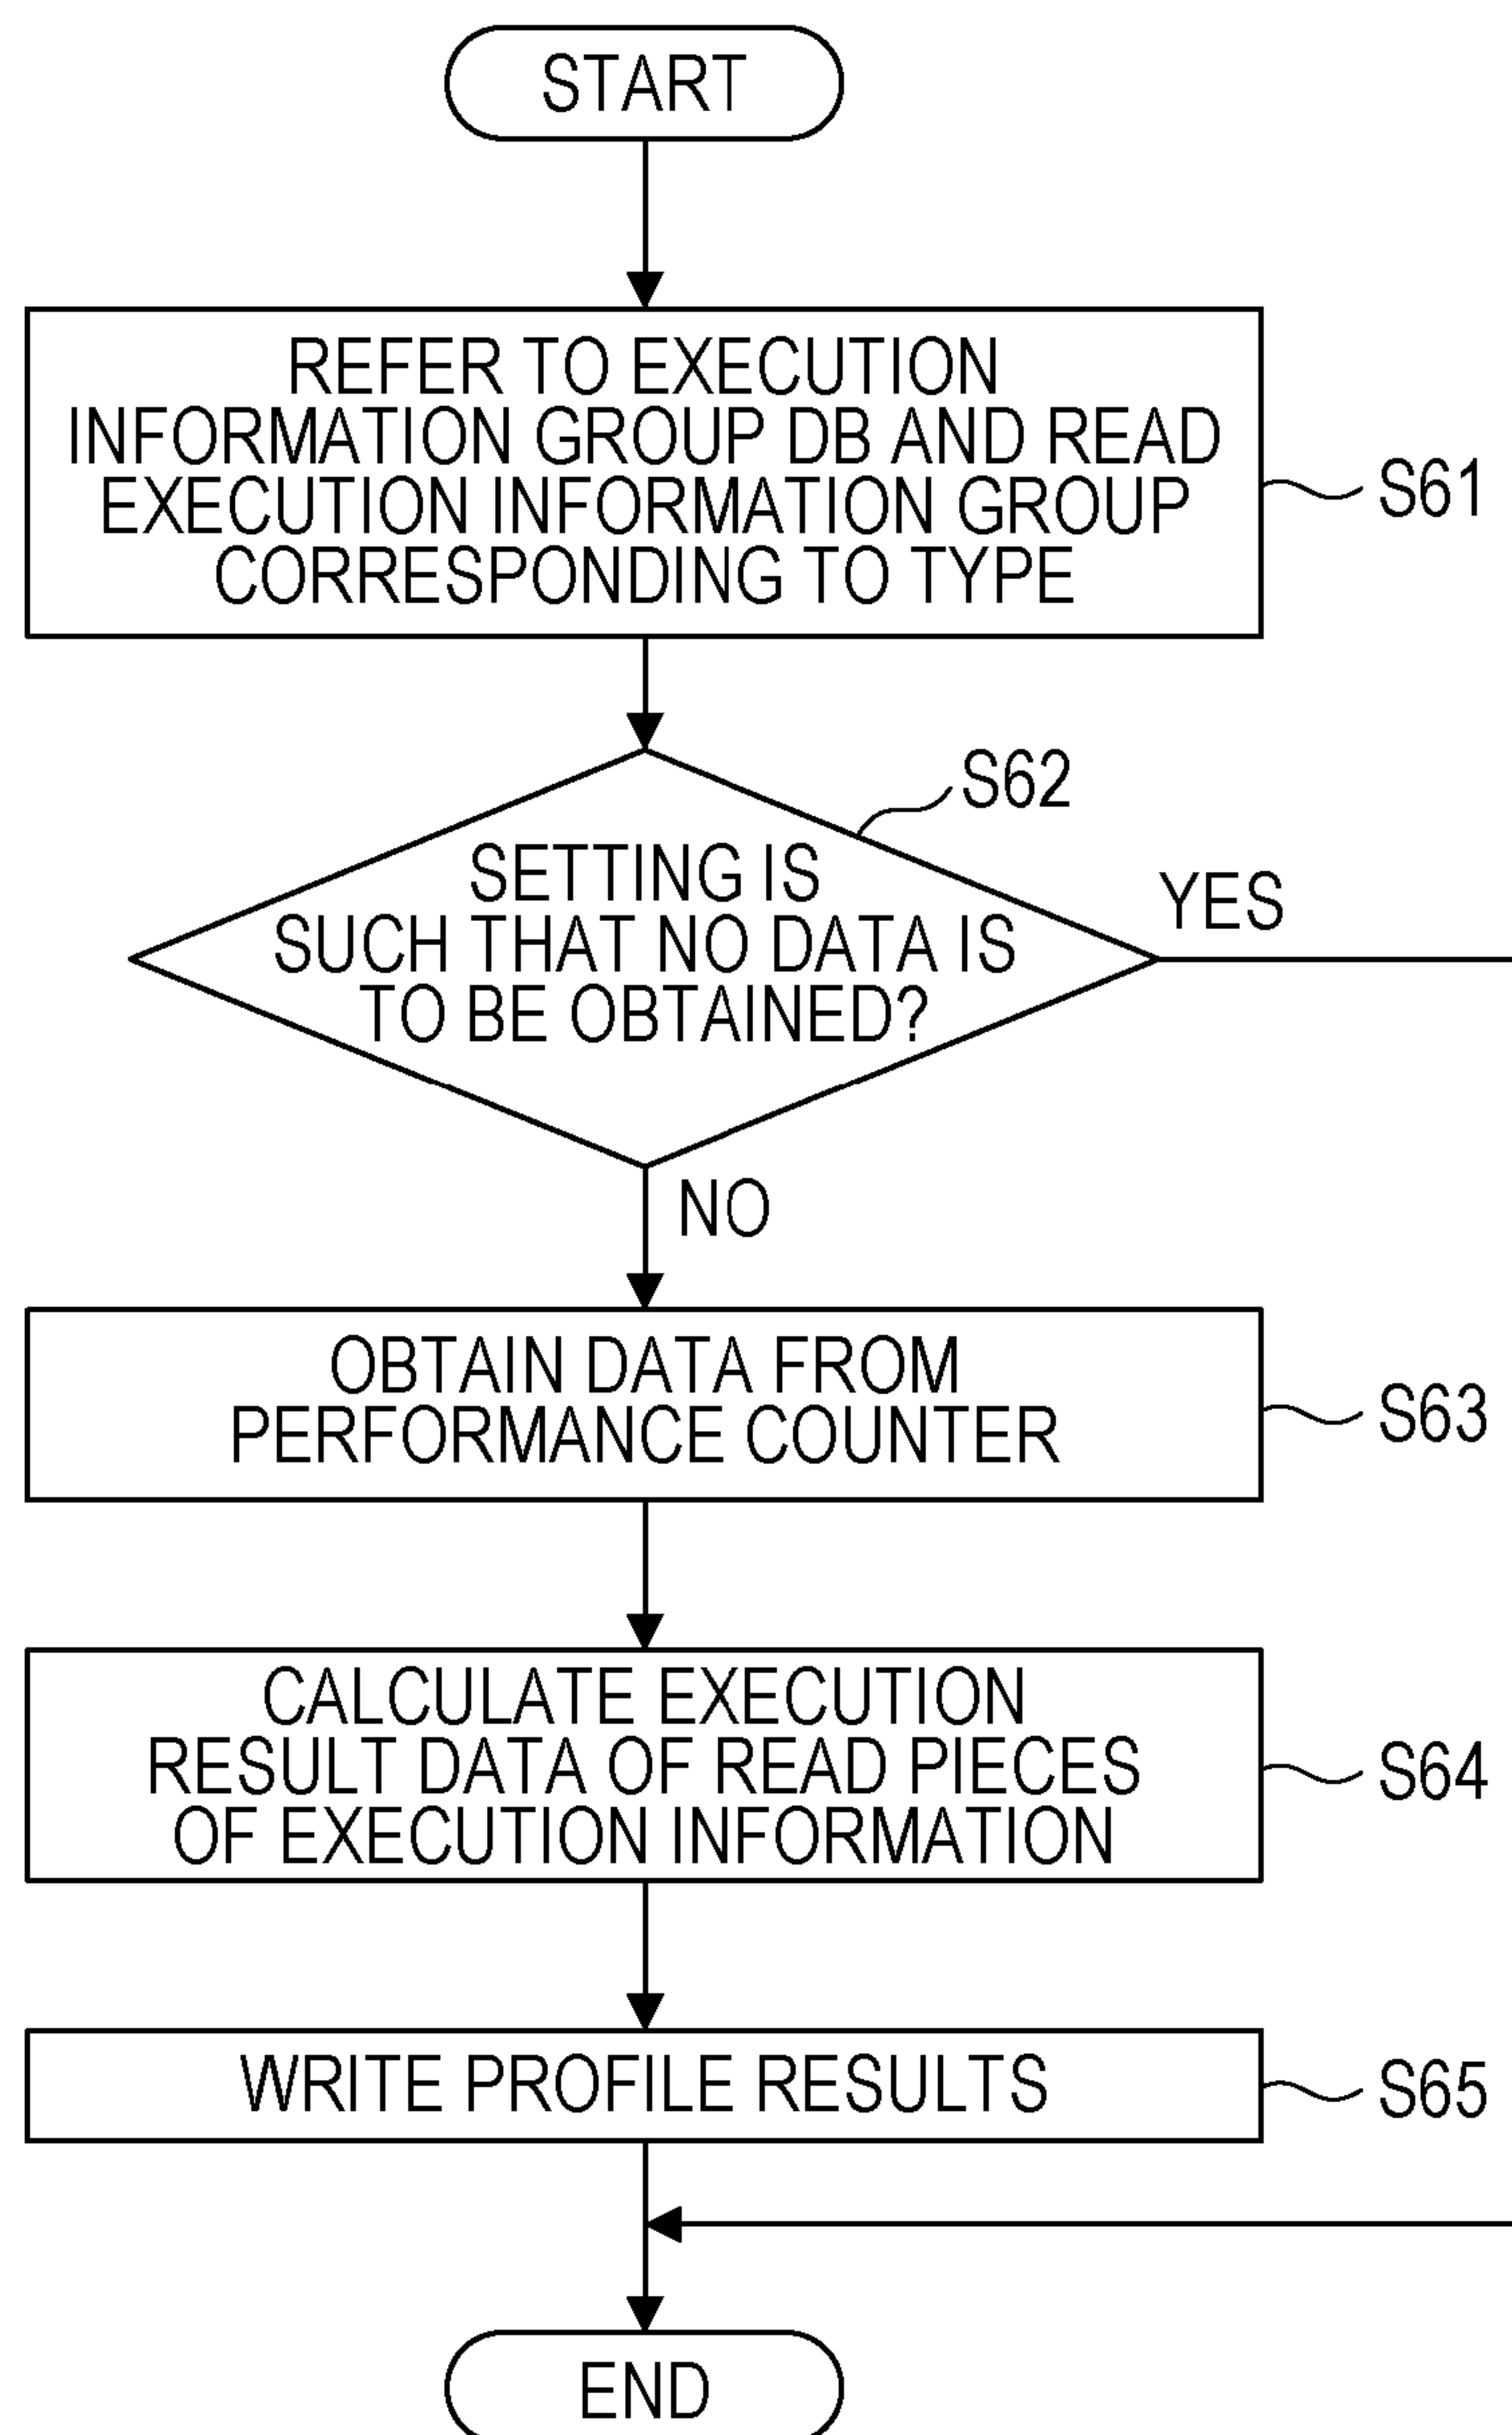 START
REFER TO EXECUTION
INFORMATION GROUP DB AND READ
EXECUTION INFORMATION GROUP
CORRESPONDING TO TYPE
S61
S62
SETTING IS
SUCH THAT NO DATA IS
TO BE OBTAINED?
YES
NO
OBTAIN DATA FROM
PERFORMANCE COUNTER
S63
CALCULATE EXECUTION
RESULT DATA OF READ PIECES
OF EXECUTION INFORMATION
S64
WRITE PROFILE RESULTS
S65
END